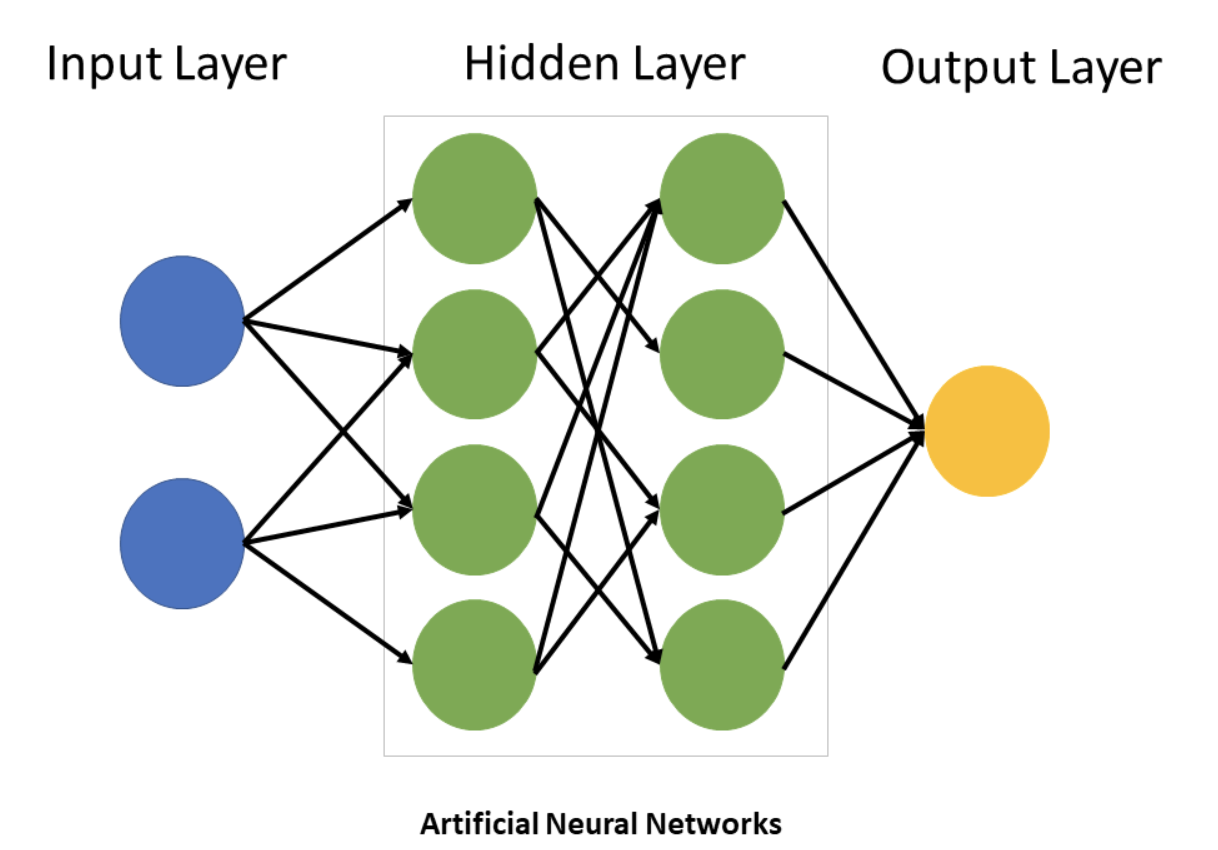 Input Layer
Hidden Layer
Output Layer
Artificial Neural Networks